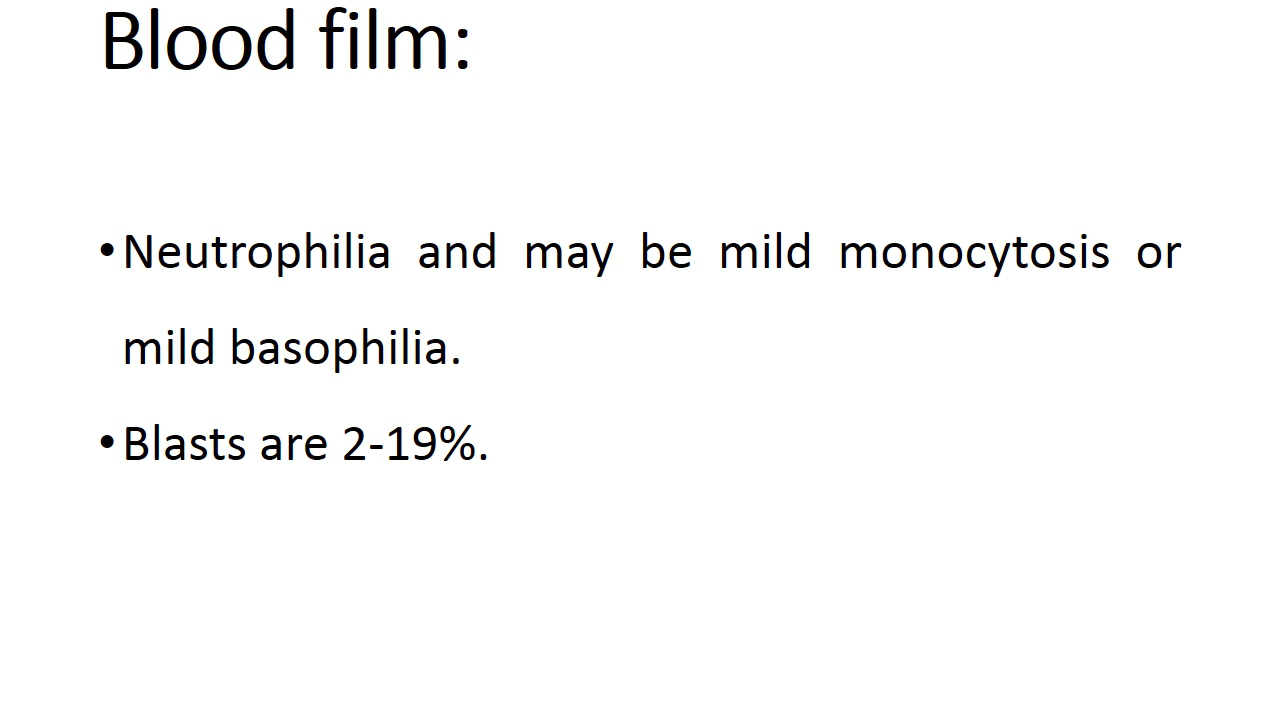 Blood film:
•Neutrophilia and may be mild monocytosis or
mild basophilia.
•Blasts are 2-19%.